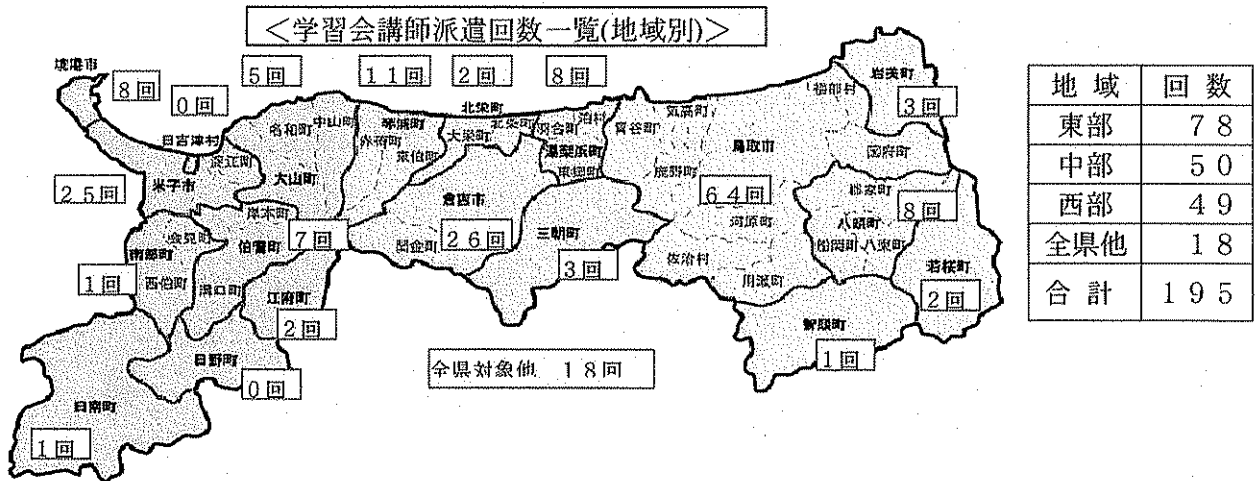 ＜学習会講師派遣回数一覧(地域別)＞
境港市
8回
0回
5回
11回
2回
8回
岩美町
3回
北栄町
日吉津村
淀江町
名和町
中山町
琴浦町
赤碕町
東伯町
大栄町
北条町
羽合町
泊村
湯梨浜町
東郷町
青谷町
気高町
鹿野町
鳥取市
福部村
国府町
米子市
25回
大山町
倉吉市
64回
郡家町
8回
八頭町
船岡町
八東町
会見町
岸本町
伯耆町
7回
関金町
26回
三朝町
3回
河原町
佐治村
用瀬町
若桜町
2回
南部町
1回
西伯町
溝口町
江府町
2回
智頭町
1回
日野町
0回
全県対象他 18回
日南町
1回
地域 回数
東部 78
中部 50
西部 49
全県他 18
合計 195